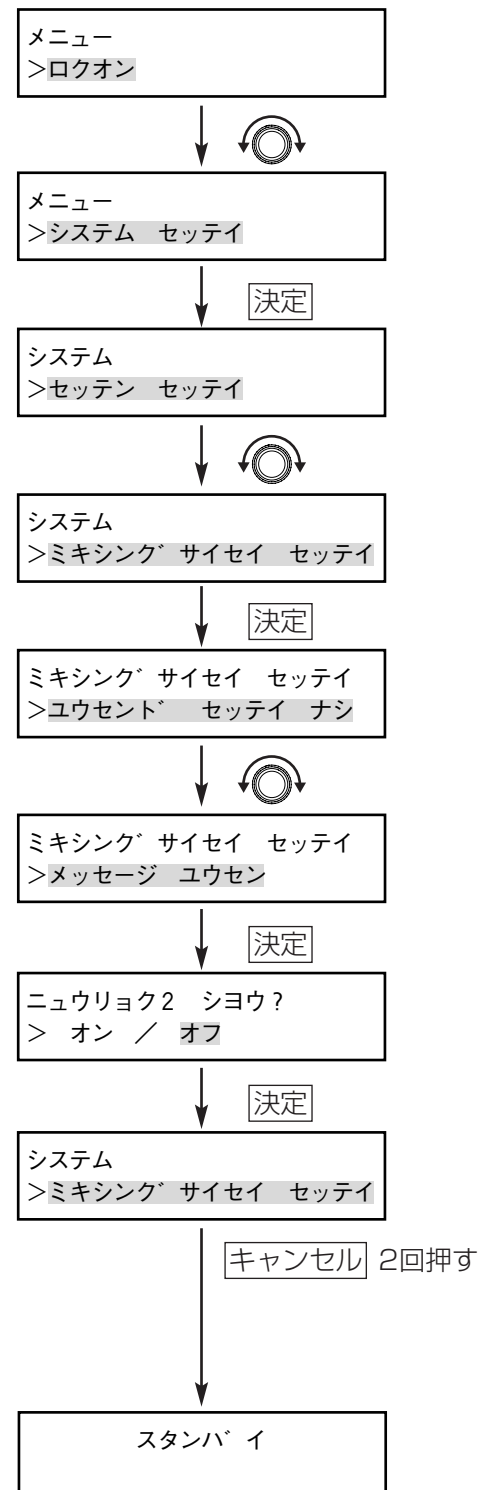 メニュー
>ロクオン
メニュー
>システム　セッテイ
決定
システム
>セッテン　セッテイ
システム
>ミキシング゛サイセイ　セッテイ
決定
ミキシング゛サイセイ　セッテイ
>ユウセント゛　セッテイ　ナシ
ミキシング゛サイセイ　セッテイ
>メッセージ　ユウセン
決定
ニュウリョク2　シヨウ？
>　オン　／　オフ
決定
システム
>ミキシング゛サイセイ　セッテイ
キャンセル 2回押す
スタンハ゛イ